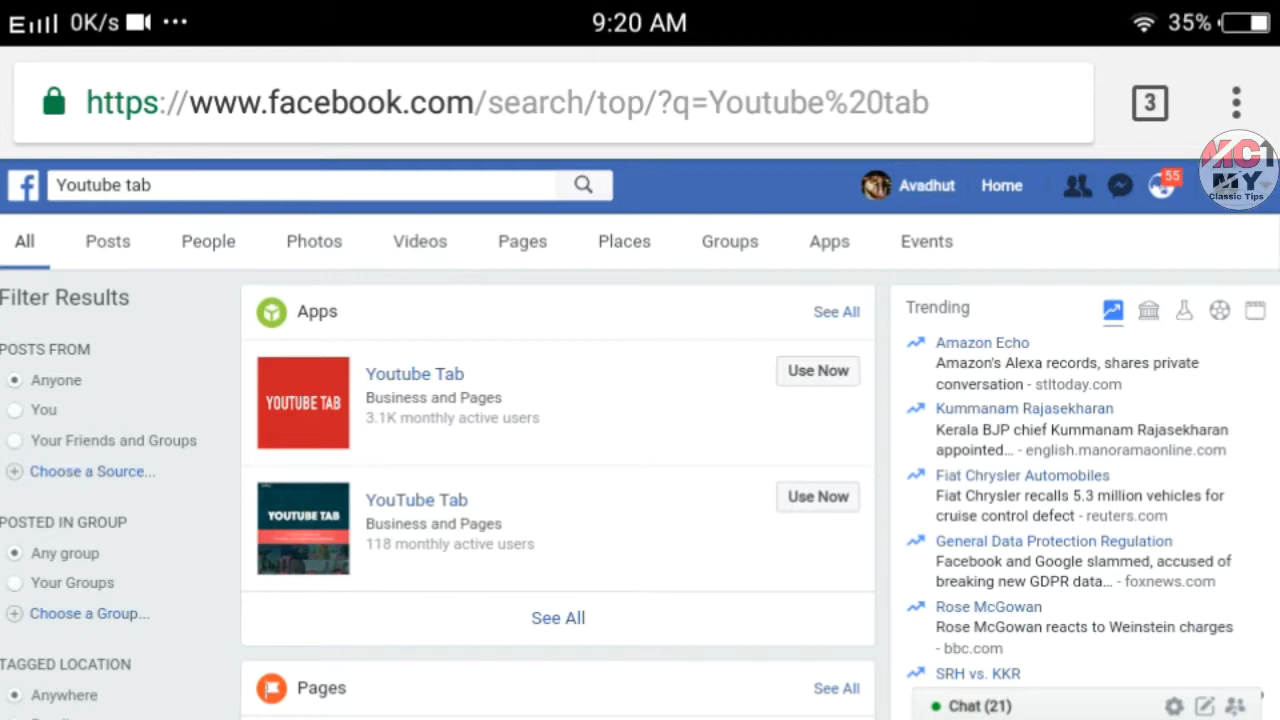 0K/s
9:20 AM
35%
https://www.facebook.com/search/top/?q=Youtube%20tab
3
MC1
MY
Classic Tips
Youtube tab
Avadhut
Home
55
All
Posts
People
Photos
Videos
Pages
Places
Groups
Apps
Events
Filter Results
POSTS FROM
Anyone
You
Your Friends and Groups
Choose a Source...
POSTED IN GROUP
Any group
Your Groups
Choose a Group...
TAGGED LOCATION
Anywhere
Apps
See All
YOUTUBE TAB
Youtube Tab
Business and Pages
3.1K monthly active users
Use Now
YOUTUBE TAB
YouTube Tab
Business and Pages
118 monthly active users
Use Now
See All
Pages
See All
Trending
Amazon Echo
Amazon's Alexa records, shares private
conversation - stltoday.com
Kummanam Rajasekharan
Kerala BJP chief Kummanam Rajasekharan
appointed... - english.manoramaonline.com
Fiat Chrysler Automobiles
Fiat Chrysler recalls 5.3 million vehicles for
cruise control defect - reuters.com
General Data Protection Regulation
Facebook and Google slammed, accused of
breaking new GDPR data... - foxnews.com
Rose McGowan
Rose McGowan reacts to Weinstein charges
- bbc.com
SRH vs. KKR
Chat (21)